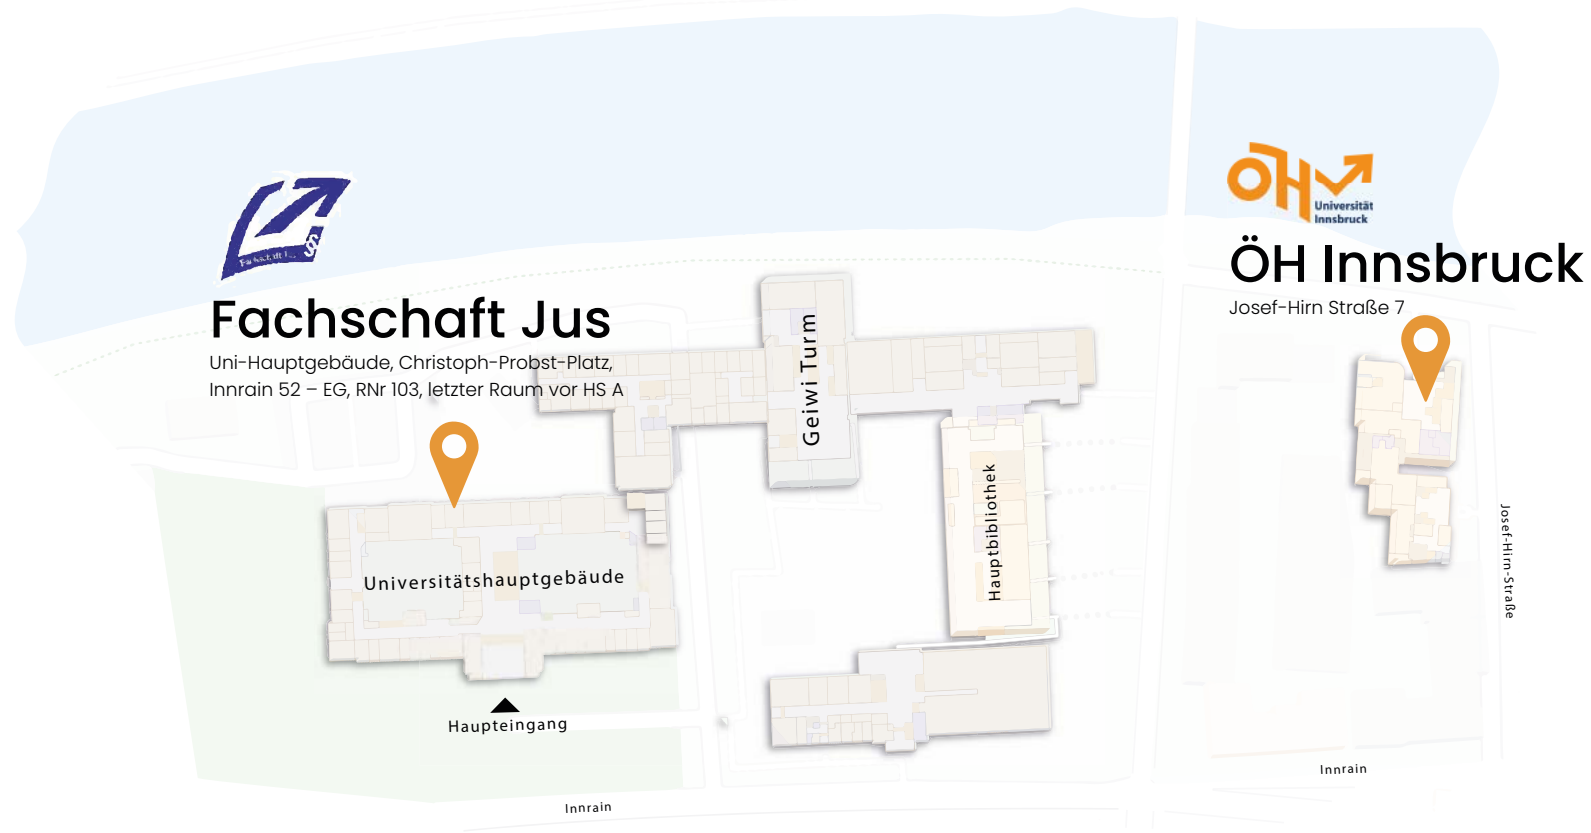 ÖH
Universität
Innsbruck
ÖH Innsbruck
Josef-Hirn Straße 7
§
Fachschaft Jus
Uni-Hauptgebäude, Christoph-Probst-Platz,
Innrain 52 – EG, RNr 103, letzter Raum vor HS A
Geiwi Turm
Hauptbibliothek
Josef-Hirn-Straße
Universitätshauptgebäude
Haupteingang
Innrain
Innrain